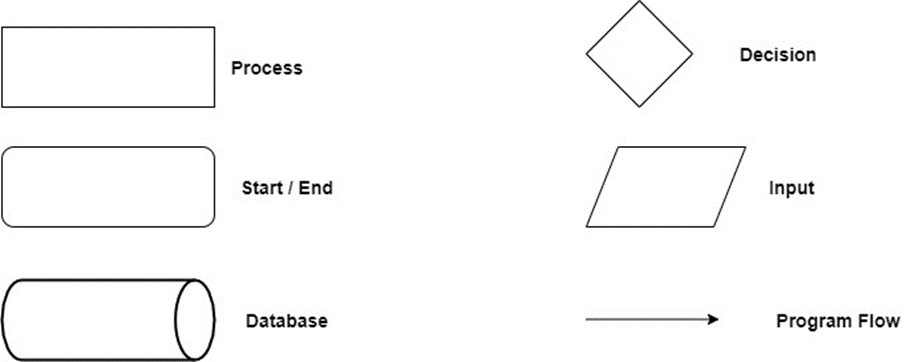 Process
Decision
Start / End
Input
Database
Program Flow